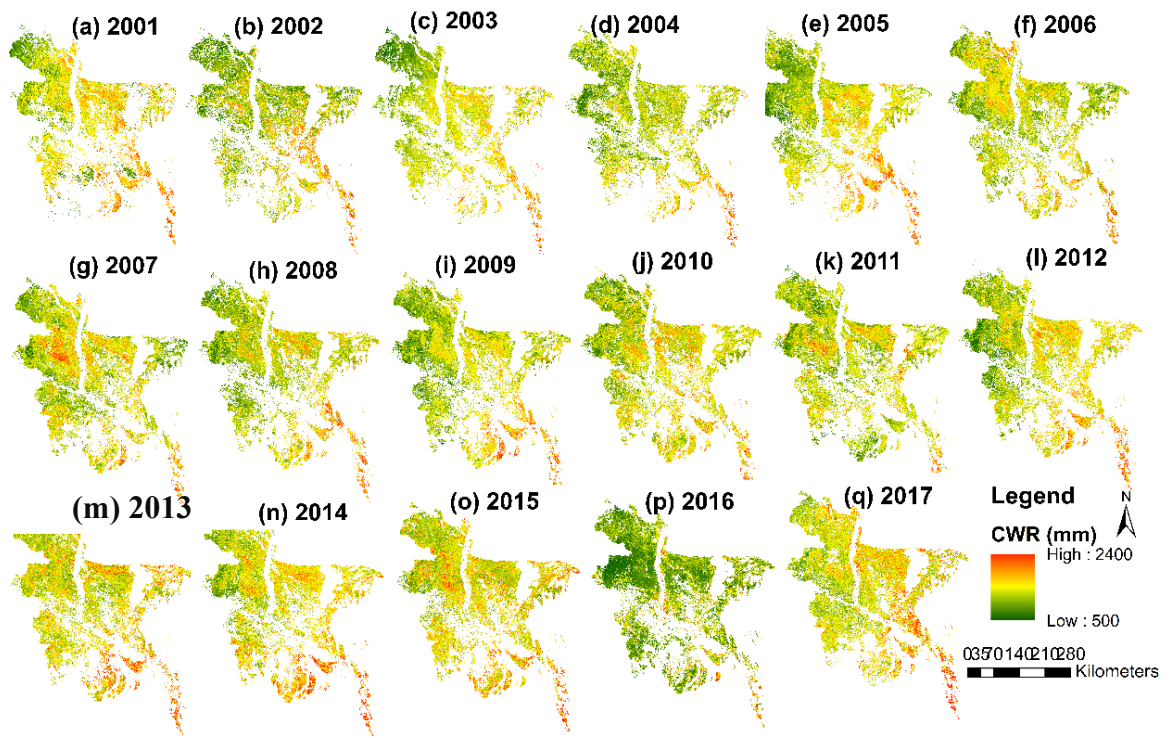 (a) 2001
(b) 2002
(c) 2003
(d) 2004
(e) 2005
(f) 2006
(g) 2007
(h) 2008
(i) 2009
(j) 2010
(k) 2011
(l) 2012
(m) 2013
(n) 2014
(o) 2015
(p) 2016
(q) 2017
Legend
N
CWR (mm)
High : 2400
Low : 500
03570140210280
Kilometers